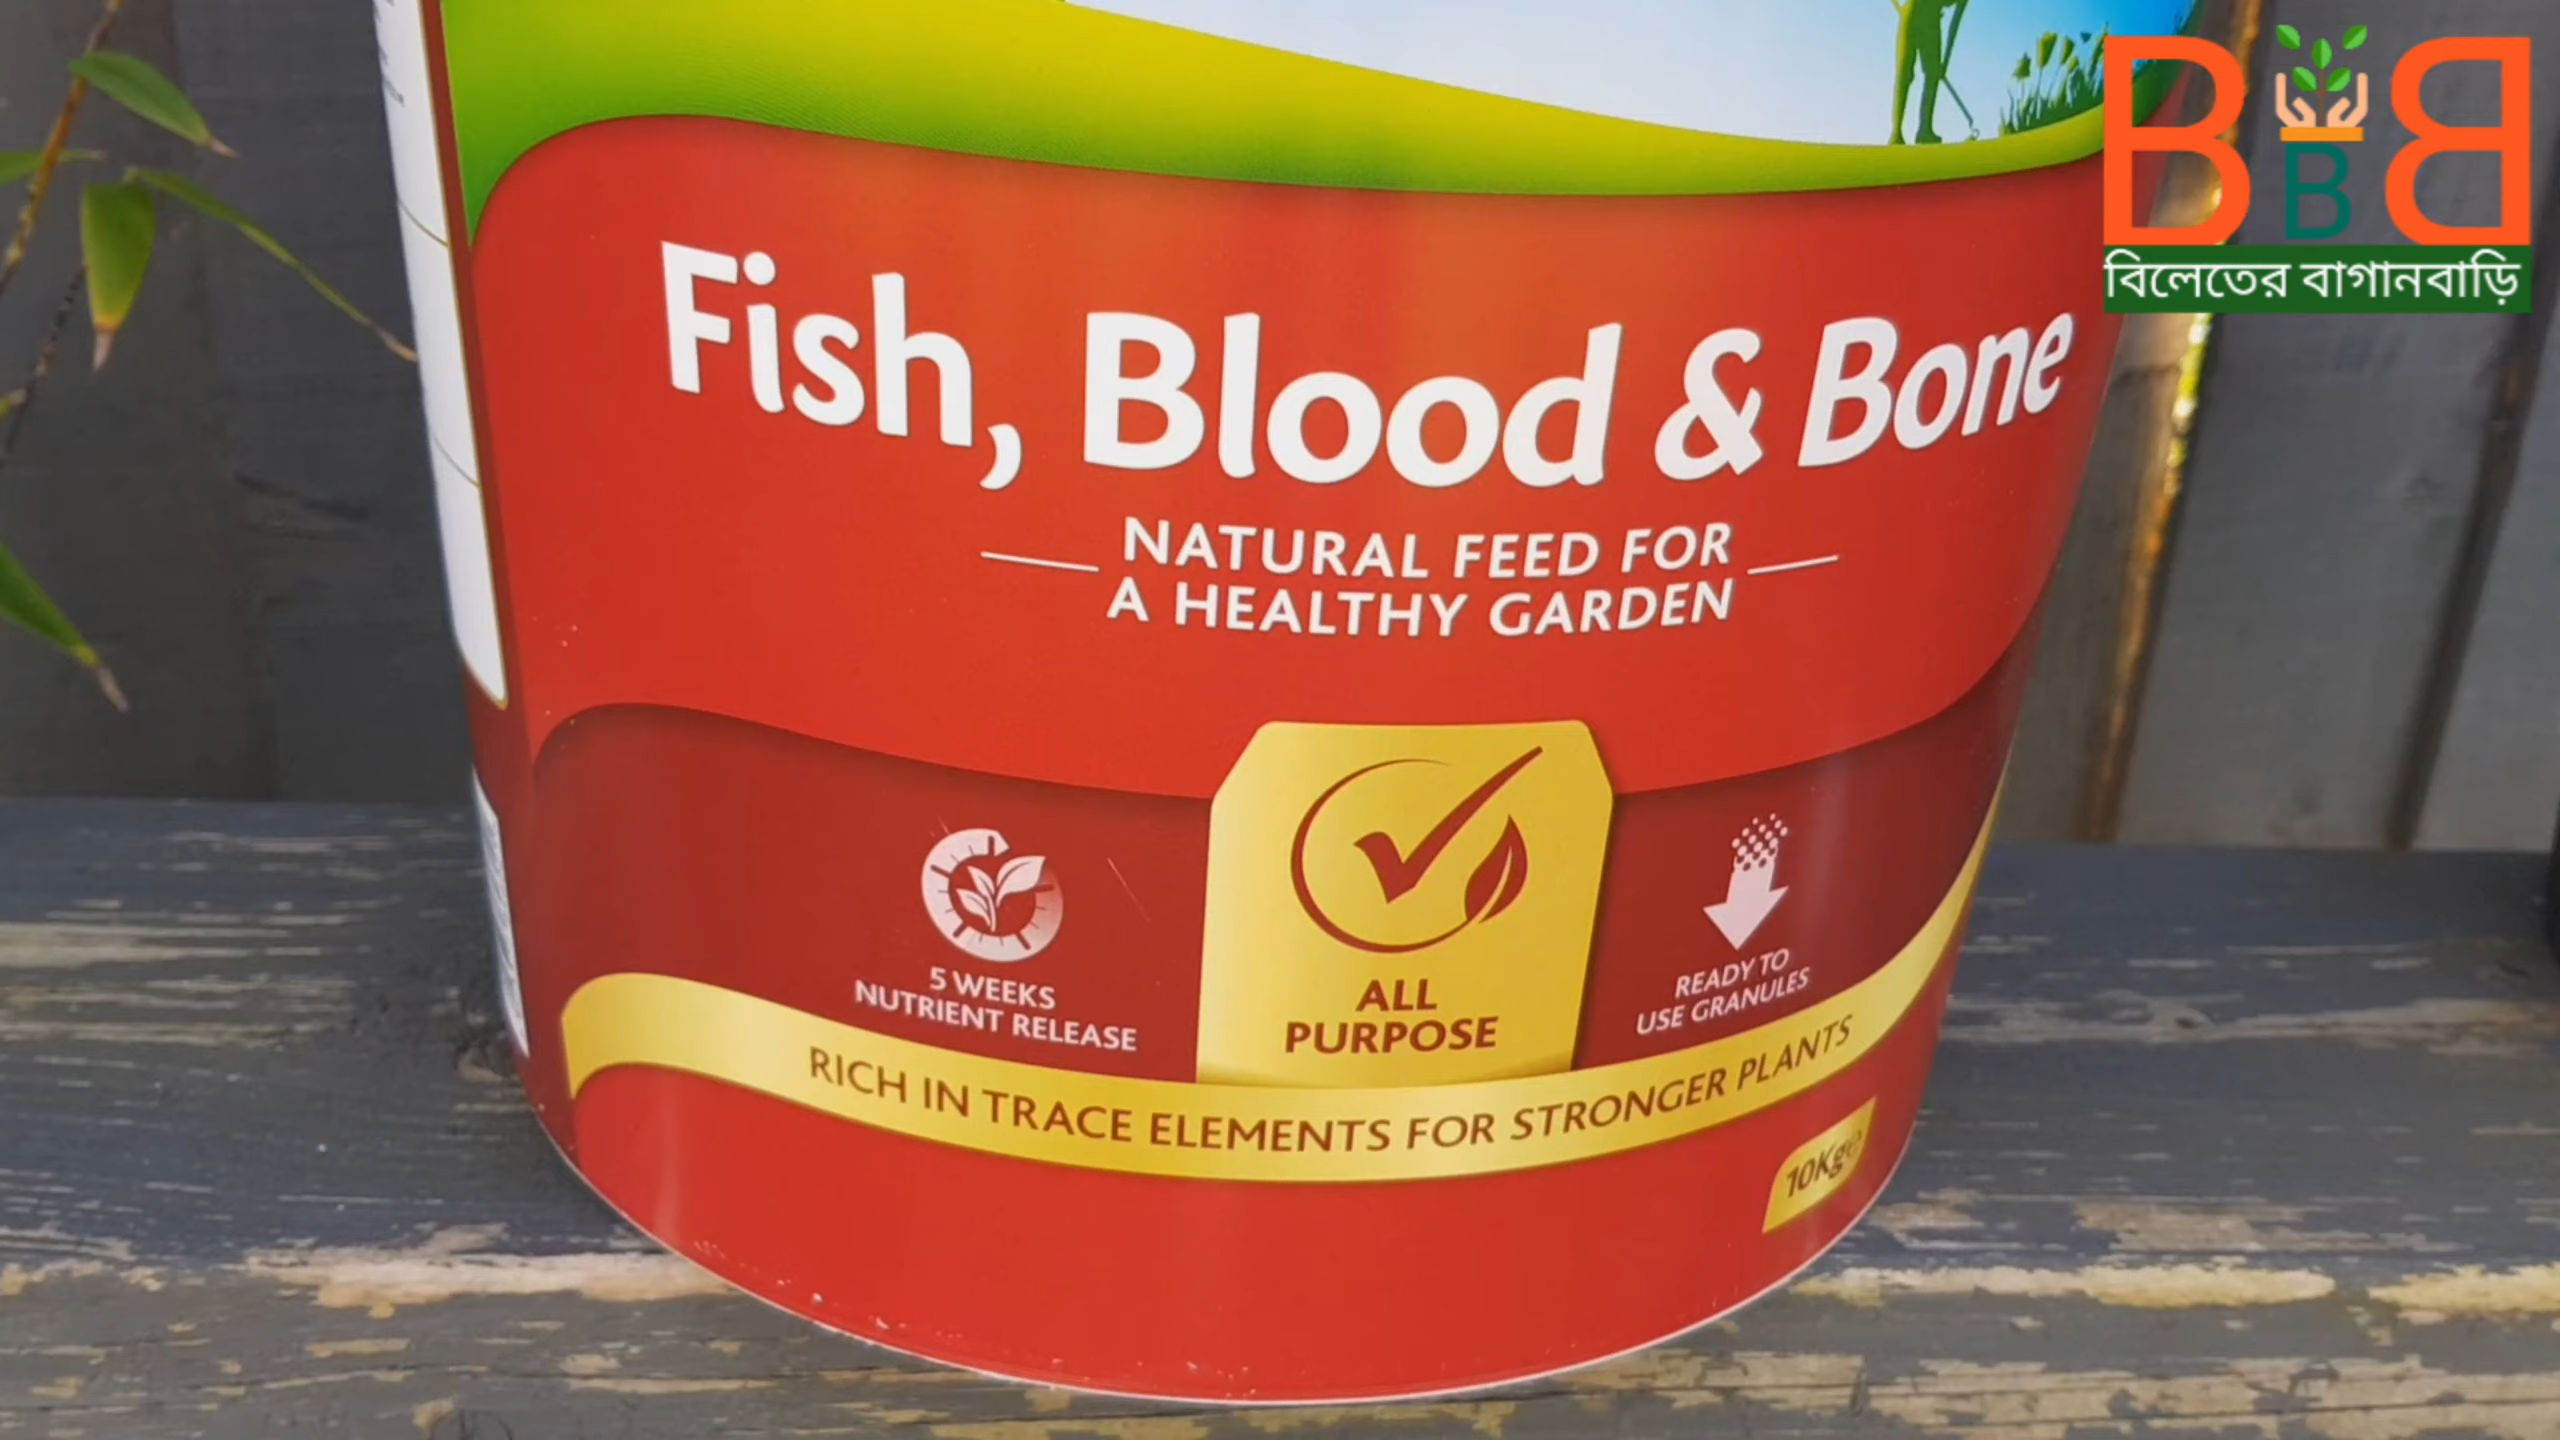 B B B
বিলেতের বাগানবাড়ি
Fish, Blood & Bone
NATURAL FEED FOR
A HEALTHY GARDEN
5 WEEKS
NUTRIENT RELEASE
ALL
PURPOSE
READY TO
USE GRANULES
RICH IN TRACE ELEMENTS FOR STRONGER PLANTS
10Kg e